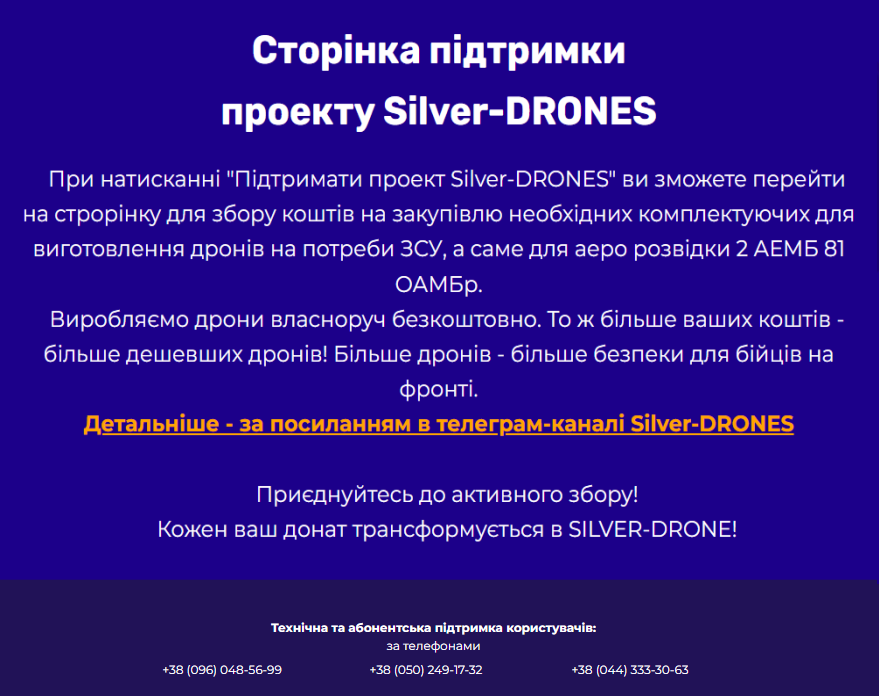 Сторінка підтримки
проекту Silver-DRONES
При натисканні "Підтримати проект Silver-DRONES" ви зможете перейти
на строрінку для збору коштів на закупівлю необхідних комплектуючих для
виготовлення дронів на потреби ЗСУ, а саме для аеро розвідки 2 АЕМБ 81
ОАМБр.
Виробляємо дрони власноруч безкоштовно. То ж більше ваших коштів -
більше дешевших дронів! Більше дронів - більше безпеки для бійців на
фронті.
Детальніше - за посиланням в телеграм-каналі Silver-DRONES
Приєднуйтесь до активного збору!
Кожен ваш донат трансформується в SILVER-DRONE!
Технічна та абонентська підтримка користувачів:
за телефонами
+38 (096) 048-56-99 +38 (050) 249-17-32 +38 (044) 333-30-63